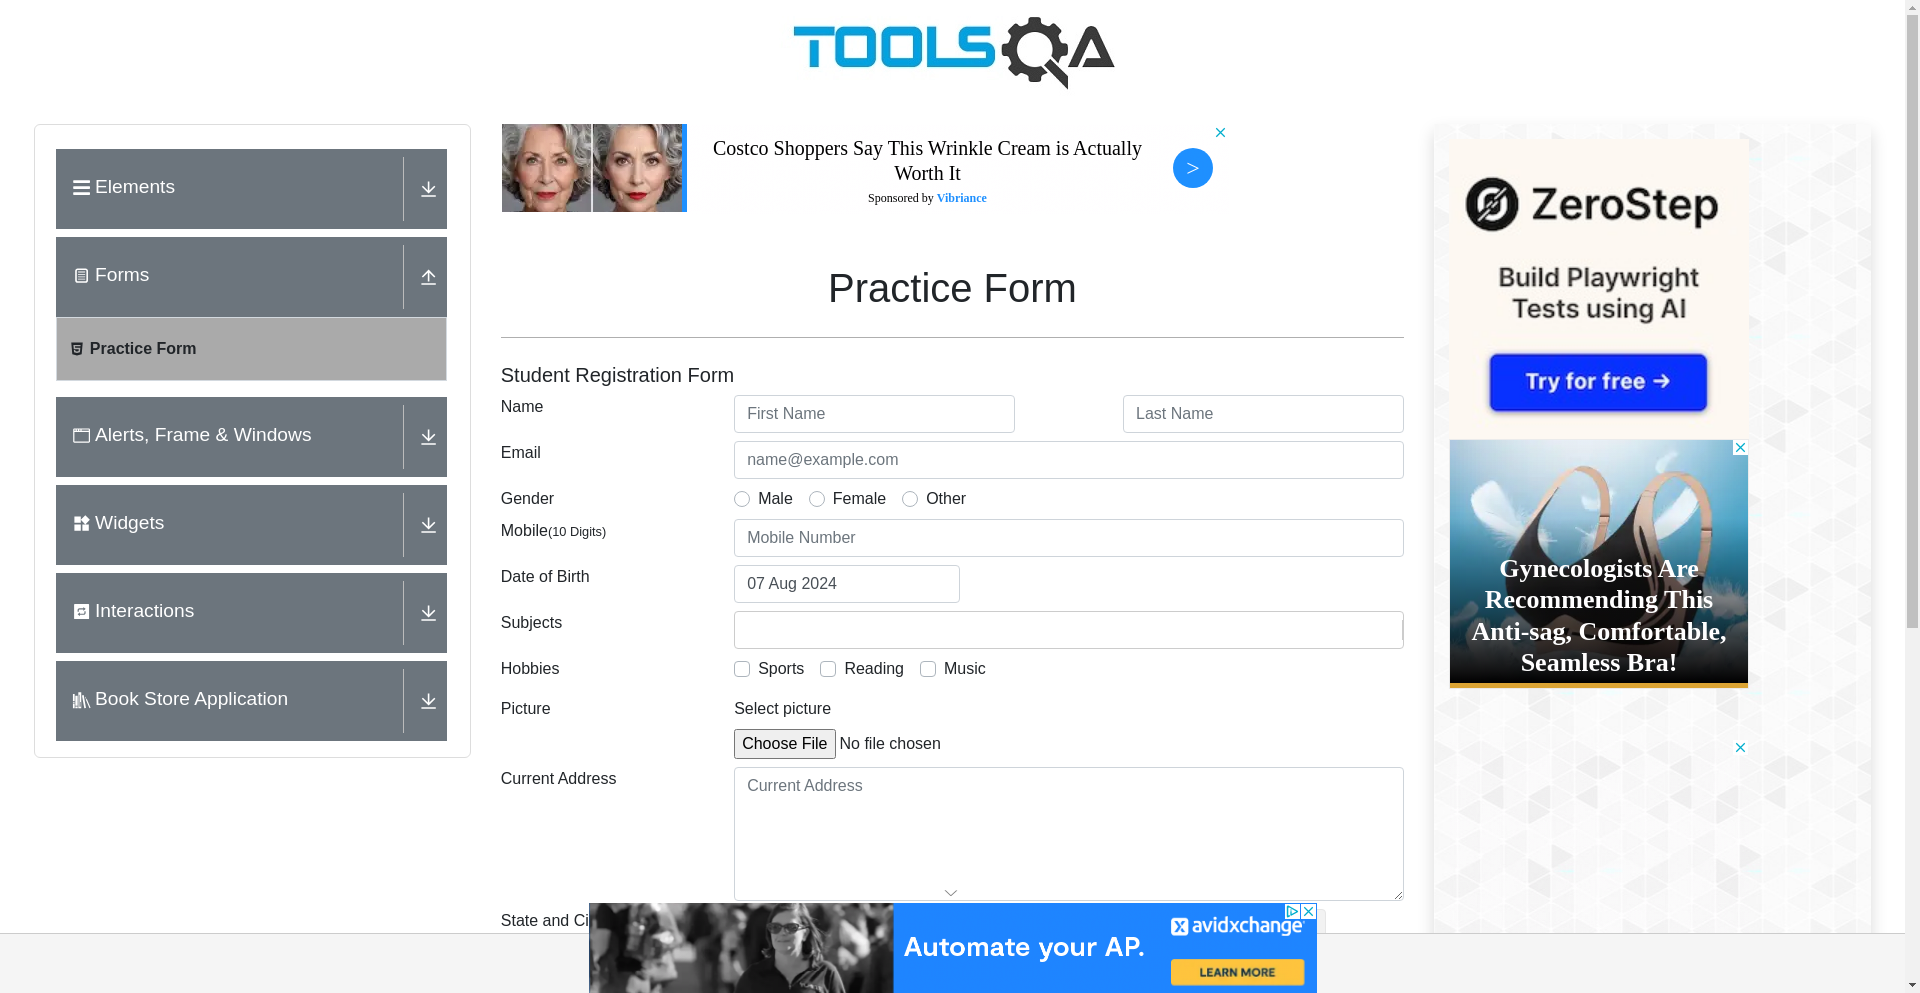 TOOLSQA
Elements
Forms
Practice Form
Alerts, Frame & Windows
Widgets
Interactions
Book Store Application
Costco Shoppers Say This Wrinkle Cream is Actually
Worth It
Sponsored by Vibriance
>
Practice Form
Student Registration Form
Name
First Name
Last Name
Email
name@example.com
Gender
Male
Female
Other
Mobile(10 Digits)
Mobile Number
Date of Birth
07 Aug 2024
Subjects
Hobbies
Sports
Reading
Music
Picture
Select picture
Choose File No file chosen
Current Address
Current Address
State and Ci
Automate your AP.
avidxchange
LEARN MORE
ZeroStep
Build Playwright
Tests using AI
Try for free →
Gynecologists Are
Recommending This
Anti-sag, Comfortable,
Seamless Bra!